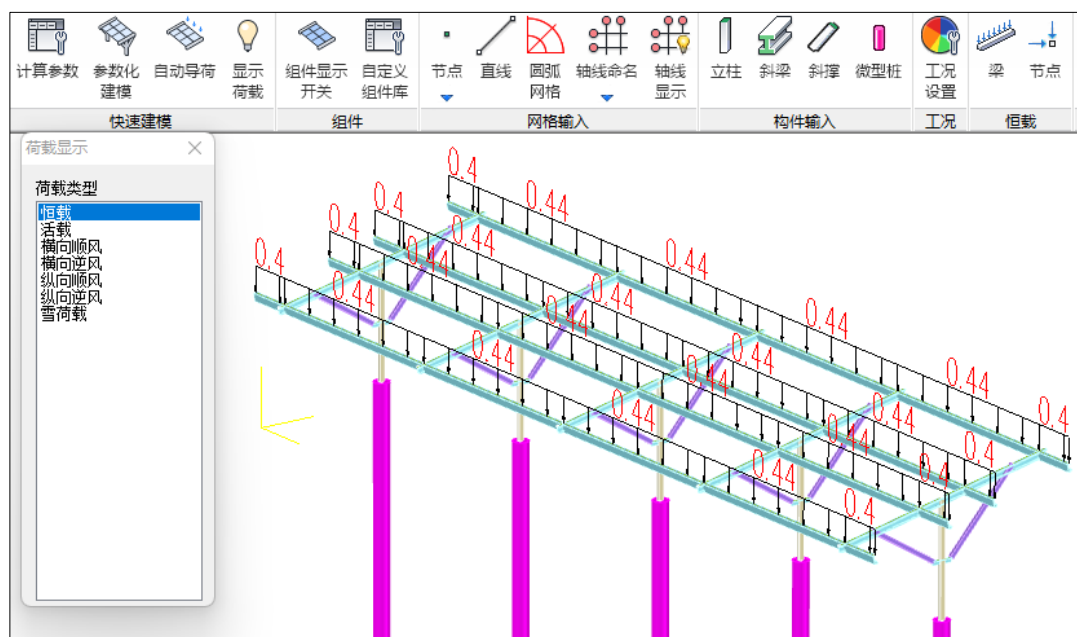 计算参数 参数化建模 自动导荷 显示荷载 组件显示开关 自定义组件库 节点 直线 圆弧网格 轴线命名 轴线显示 立柱 斜梁 斜撑 微型桩 工况设置 梁 节点
快速建模 组件 网格输入 构件输入 工况 恒载
荷载显示
荷载类型
恒载
活载
横向顺风
横向逆风
纵向顺风
纵向逆风
雪荷载
0.4 0.44 0.44 0.44 0.44 0.4
0.4 0.44 0.44 0.44 0.44 0.4
0.4 0.44 0.44 0.44 0.44 0.4
0.4 0.44 0.44 0.44 0.44 0.4